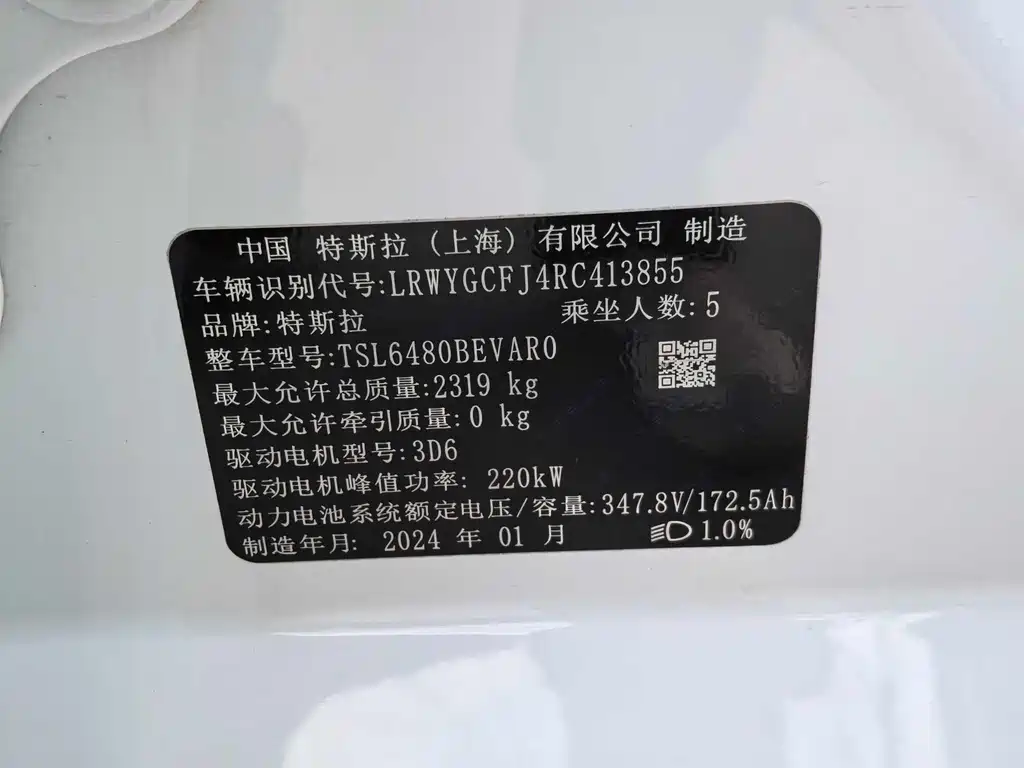 中国 特斯拉 (上海) 有限公司 制造
车辆识别代号:LRWYGCFJ4RC413855
品牌:特斯拉 乘坐人数:5
整车型号:TSL6480BEVAR0
最大允许总质量:2319 kg
最大允许牵引质量:0 kg
驱动电机型号:3D6
驱动电机峰值功率: 220kW
动力电池系统额定电压/容量:347.8V/172.5Ah
制造年月: 2024 年 01 月 1.0%